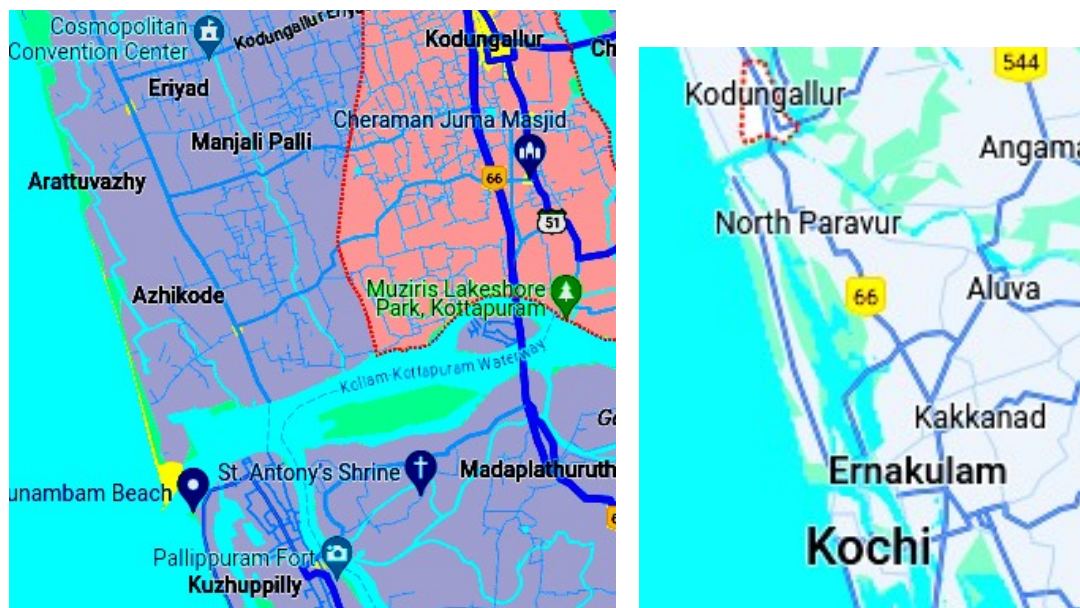 Cosmopolitan
Convention Center
Kodungallur
Ch
Eriyad
Cheraman Juma Masjid
Manjali Palli
66
Arattuvazhy
51
Muziris Lakeshore
Park, Kottapuram
Azhikode
Kollam-Kottapuram Waterway
St. Antony's Shrine
Madaplathuruth
unambam Beach
Pallippuram Fort
Kuzhuppilly
544
Kodungallur
Angama
North Paravur
66
Aluva
Kakkanad
Ernakulam
Kochi